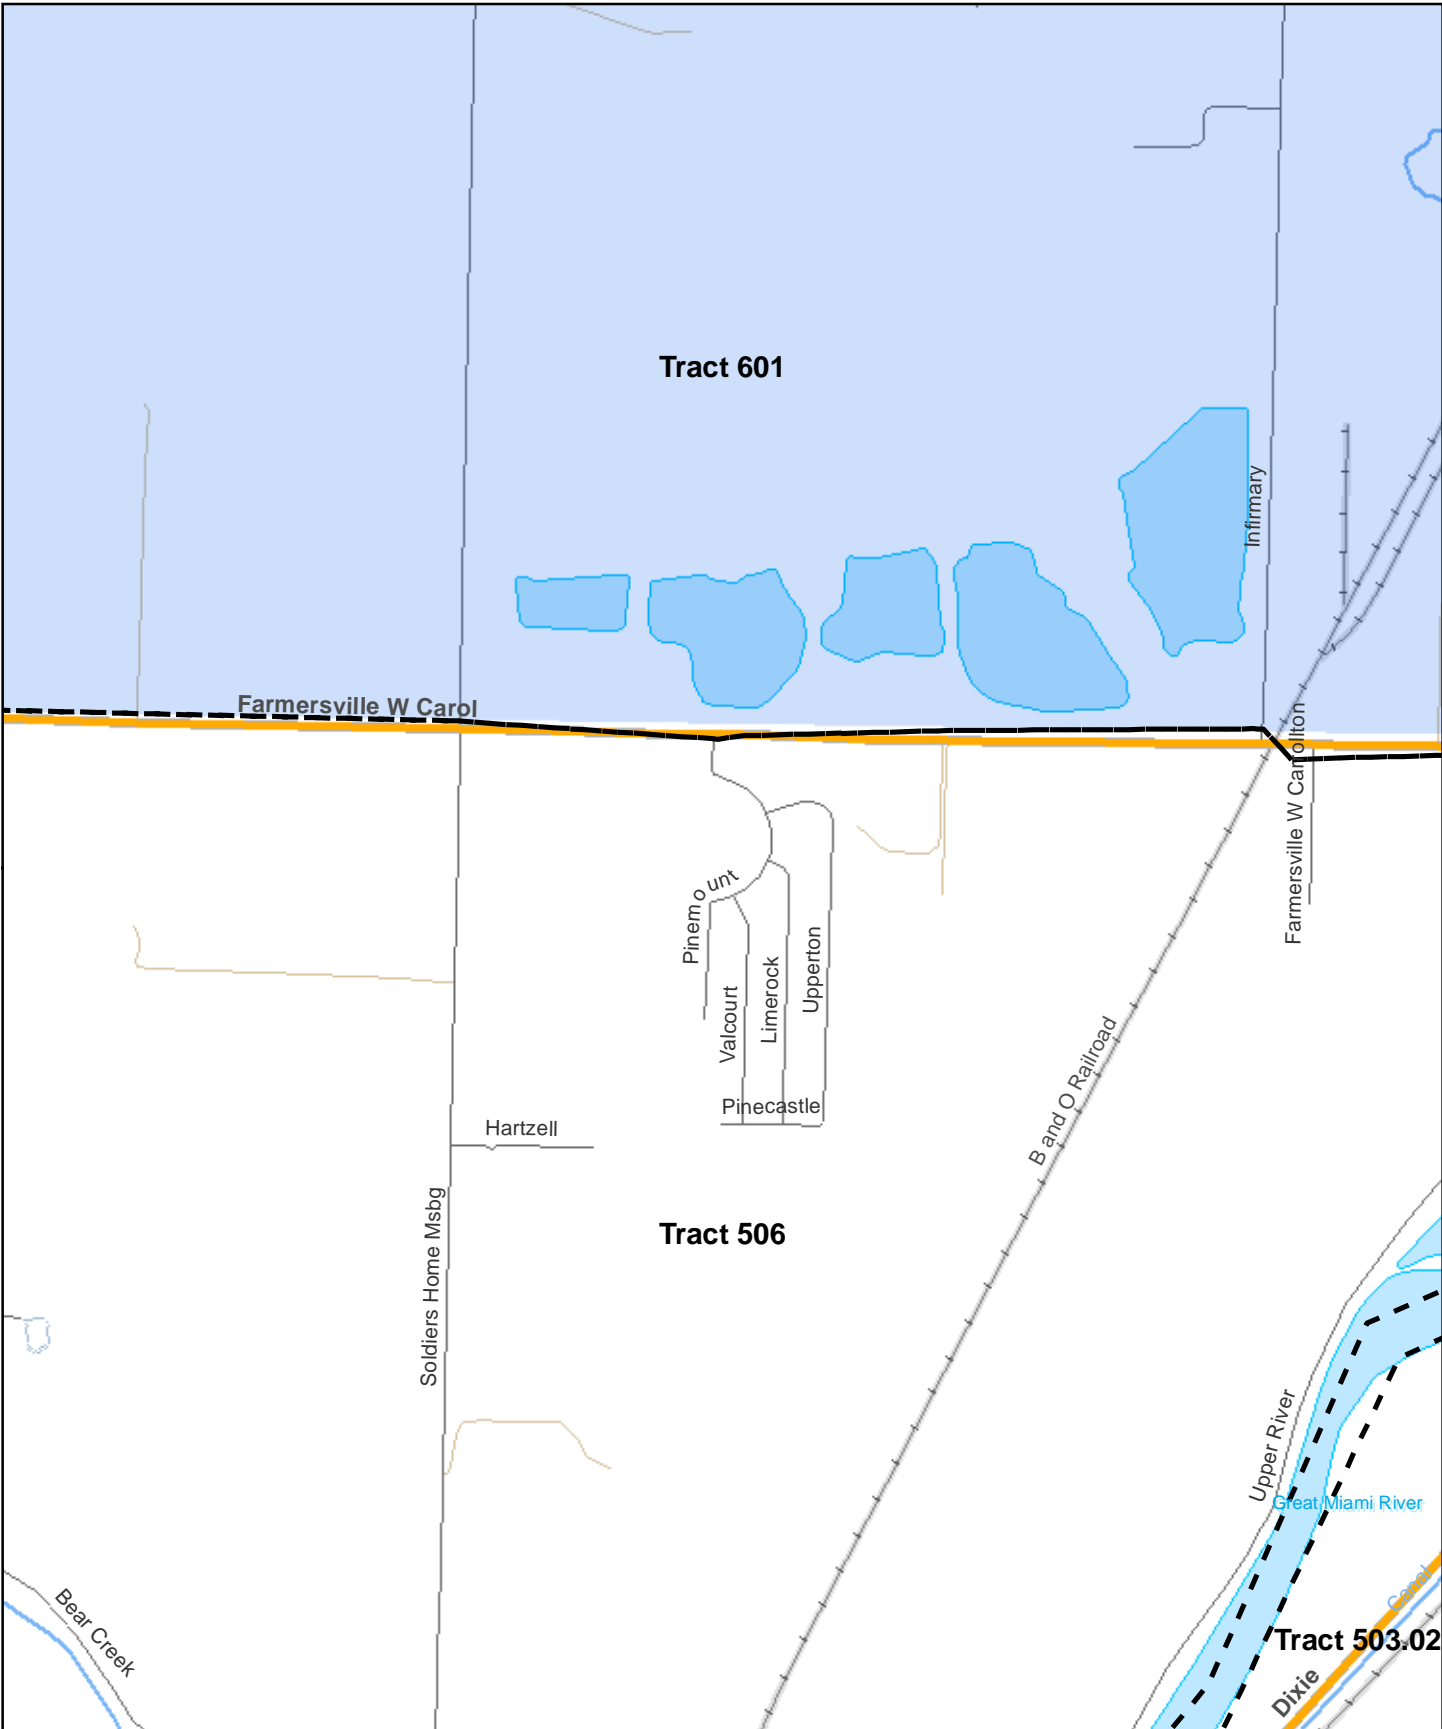 Tract 601
Infirmary
Farmersville W Carol
Farmersville W Carrollton
Pinemount
Upperton
Limerock
Valcourt
Pinecastle
B and O Railroad
Hartzell
Soldiers Home Msbg
Tract 506
Upper River
Great Miami River
Canal
Bear Creek
Tract 503.02
Dixie